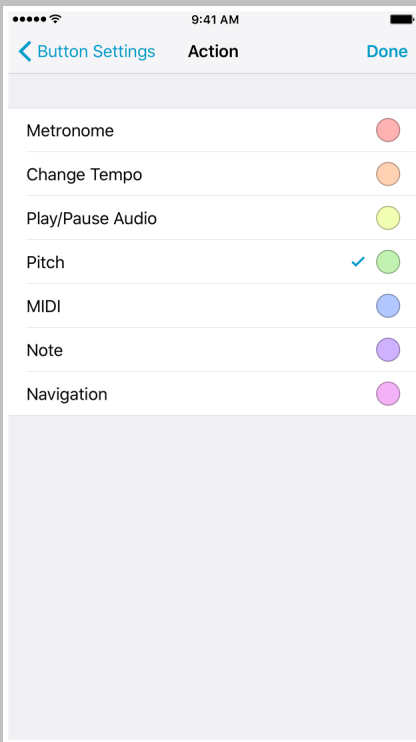 9:41 AM
Button Settings Action Done
Metronome
Change Tempo
Play/Pause Audio
Pitch
MIDI
Note
Navigation